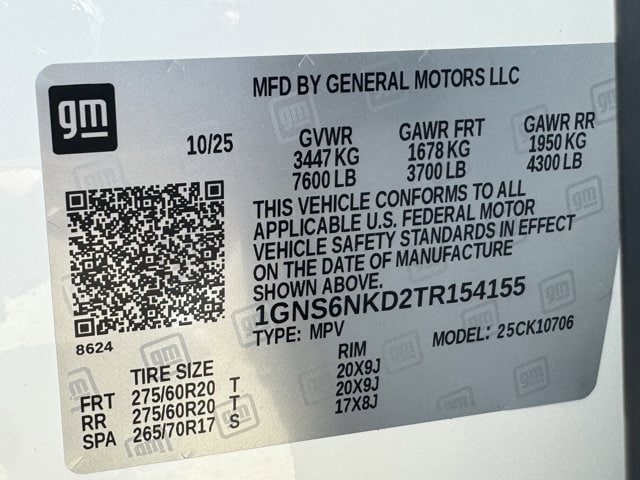 gm
MFD BY GENERAL MOTORS LLC
10/25
GVWR GAWR FRT GAWR RR
3447 KG 1678 KG 1950 KG
7600 LB 3700 LB 4300 LB
THIS VEHICLE CONFORMS TO ALL
APPLICABLE U.S. FEDERAL MOTOR
VEHICLE SAFETY STANDARDS IN EFFECT
ON THE DATE OF MANUFACTURE
SHOWN ABOVE.
1GNS6NKD2TR154155
TYPE: MPV MODEL: 25CK10706
8624
TIRE SIZE RIM
FRT 275/60R20 T 20X9J
RR 275/60R20 T 20X9J
SPA 265/70R17 S 17X8J